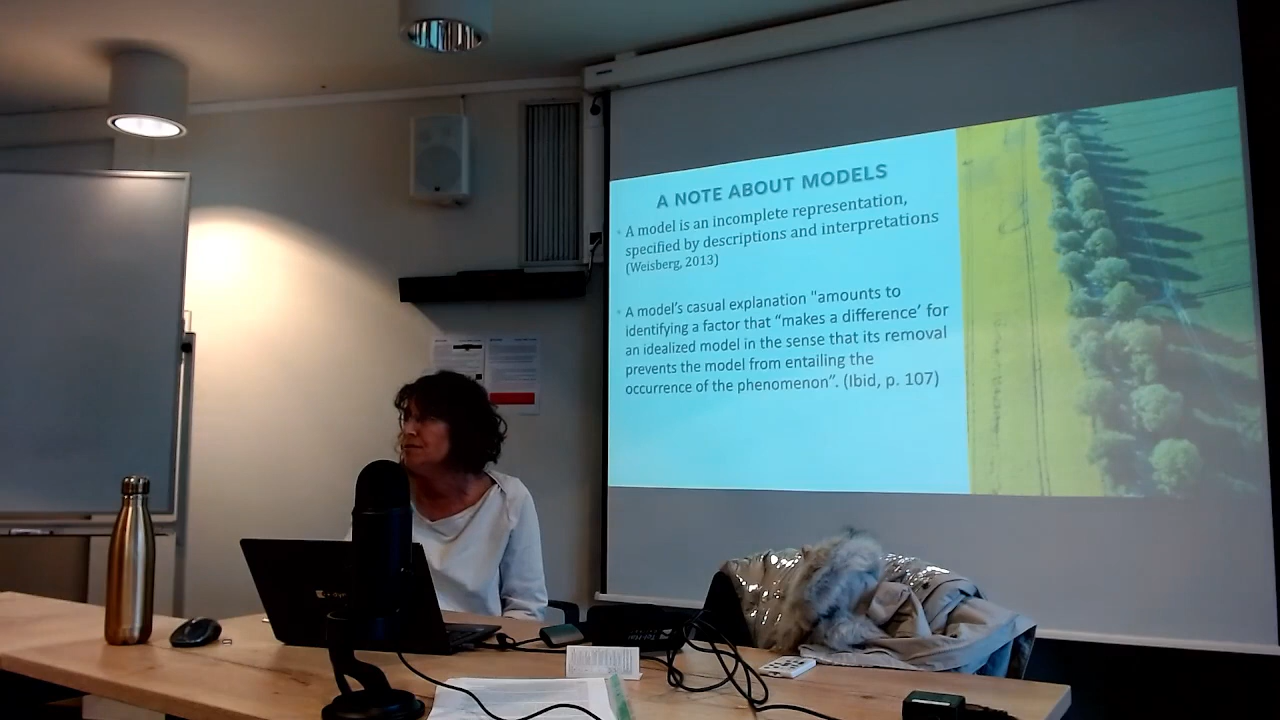 A NOTE ABOUT MODELS
A model is an incomplete representation,
specified by descriptions and interpretations
(Weisberg, 2013)
A model's casual explanation "amounts to
identifying a factor that "makes a difference' for
an idealized model in the sense that its removal
prevents the model from entailing the
occurrence of the phenomenon". (Ibid, p. 107)